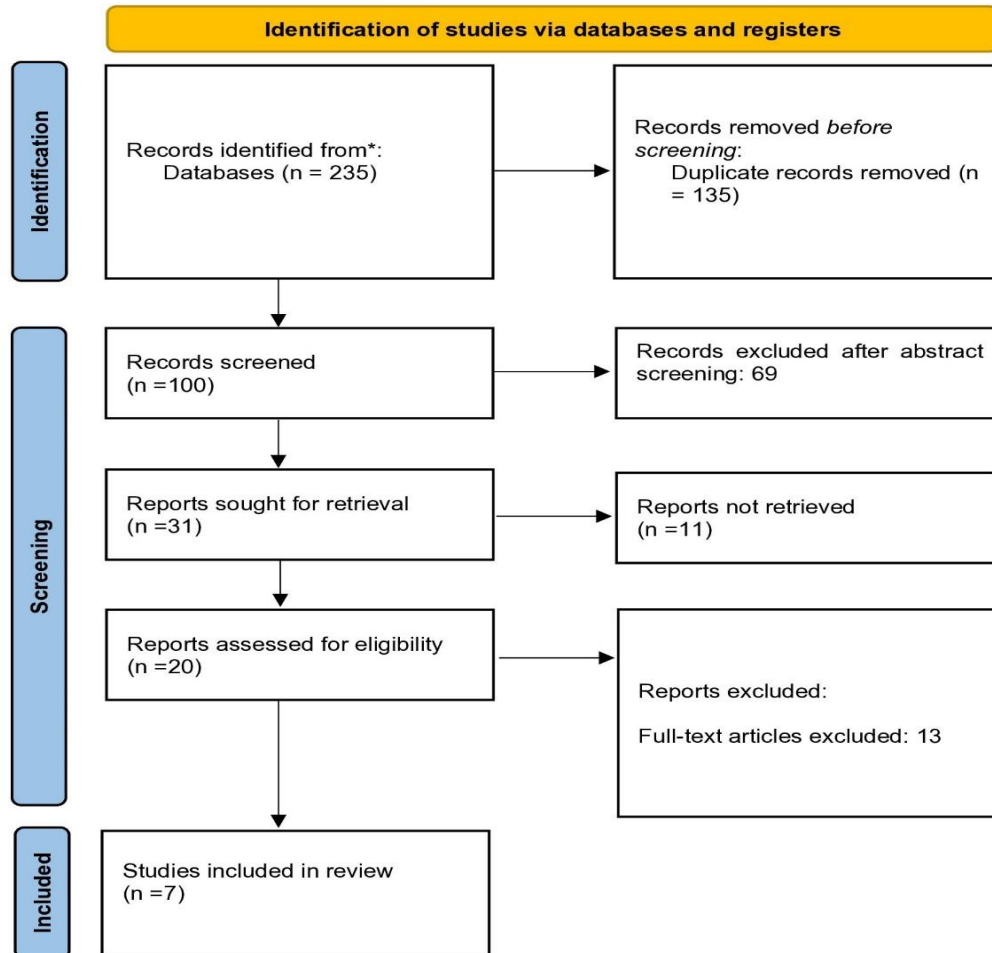 Identification of studies via databases and registers
Identification
Records identified from*:
Databases (n = 235)
Records removed before
screening:
Duplicate records removed (n
= 135)
Screening
Records screened
(n =100)
Records excluded after abstract
screening: 69
Reports sought for retrieval
(n =31)
Reports not retrieved
(n =11)
Reports assessed for eligibility
(n =20)
Reports excluded:
Full-text articles excluded: 13
Included
Studies included in review
(n =7)